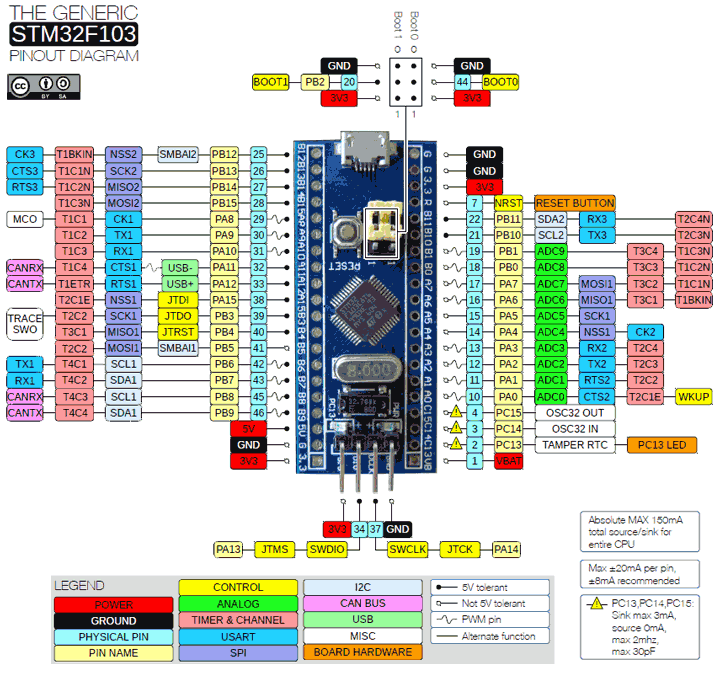 THE GENERIC
STM32F103
PINOUT DIAGRAM
cc BY SA
Boot 1 Boot 0
GND GND
BOOT1 PB2 20 44 BOOT0
3V3 3V3
1 1
CK3 T1BKIN NSS2 SMBAI2 PB12 25
CTS3 T1C1N SCK2 PB13 26
RTS3 T1C2N MISO2 PB14 27
T1C3N MOSI2 PB15 28
MCO T1C1 CK1 PA8 29
T1C2 TX1 PA9 30
T1C3 RX1 PA10 31
CANRX T1C4 CTS1 USB- PA11 32
CANTX T1ETR RTS1 USB+ PA12 33
T2C1E NSS1 JTDI PA15 38
TRACE SWO
T2C2 SCK1 JTDO PB3 39
T3C1 MISO1 JTRST PB4 40
T2C2 MOSI1 SMBAI1 PB5 41
TX1 T4C1 SCL1 PB6 42
RX1 T4C2 SDA1 PB7 43
CANRX T4C3 SCL1 PB8 45
CANTX T4C4 SDA1 PB9 46
5V
GND
3V3
RESET
8.000
GND
GND
3V3
7 NRST RESET BUTTON
22 PB11 SDA2 RX3 T2C4N
21 PB10 SCL2 TX3 T2C3N
19 PB1 ADC9 T3C4 T1C3N
18 PB0 ADC8 T3C3 T1C2N
17 PA7 ADC7 MOSI1 T3C2 T1C1N
16 PA6 ADC6 MISO1 T3C1 T1BKIN
15 PA5 ADC5 SCK1
14 PA4 ADC4 NSS1 CK2
13 PA3 ADC3 RX2 T2C4
12 PA2 ADC2 TX2 T2C3
11 PA1 ADC1 RTS2 T2C2
10 PA0 ADC0 CTS2 T2C1E WKUP
4 PC15 OSC32 OUT
3 PC14 OSC32 IN
2 PC13 TAMPER RTC PC13 LED
1 VBAT
3V3 34 37 GND
PA13 JTMS SWDIO SWCLK JTCK PA14
LEGEND
POWER
GROUND
PHYSICAL PIN
PIN NAME
CONTROL
ANALOG
TIMER & CHANNEL
USART
SPI
I2C
CAN BUS
USB
MISC
BOARD HARDWARE
5V tolerant
Not 5V tolerant
PWM pin
Alternate function
Absolute MAX 150mA
total source/sink for
entire CPU
Max ±20mA per pin,
±8mA recommended
PC13,PC14,PC15:
Sink max 3mA,
source 0mA,
max 2mhz,
max 30pF